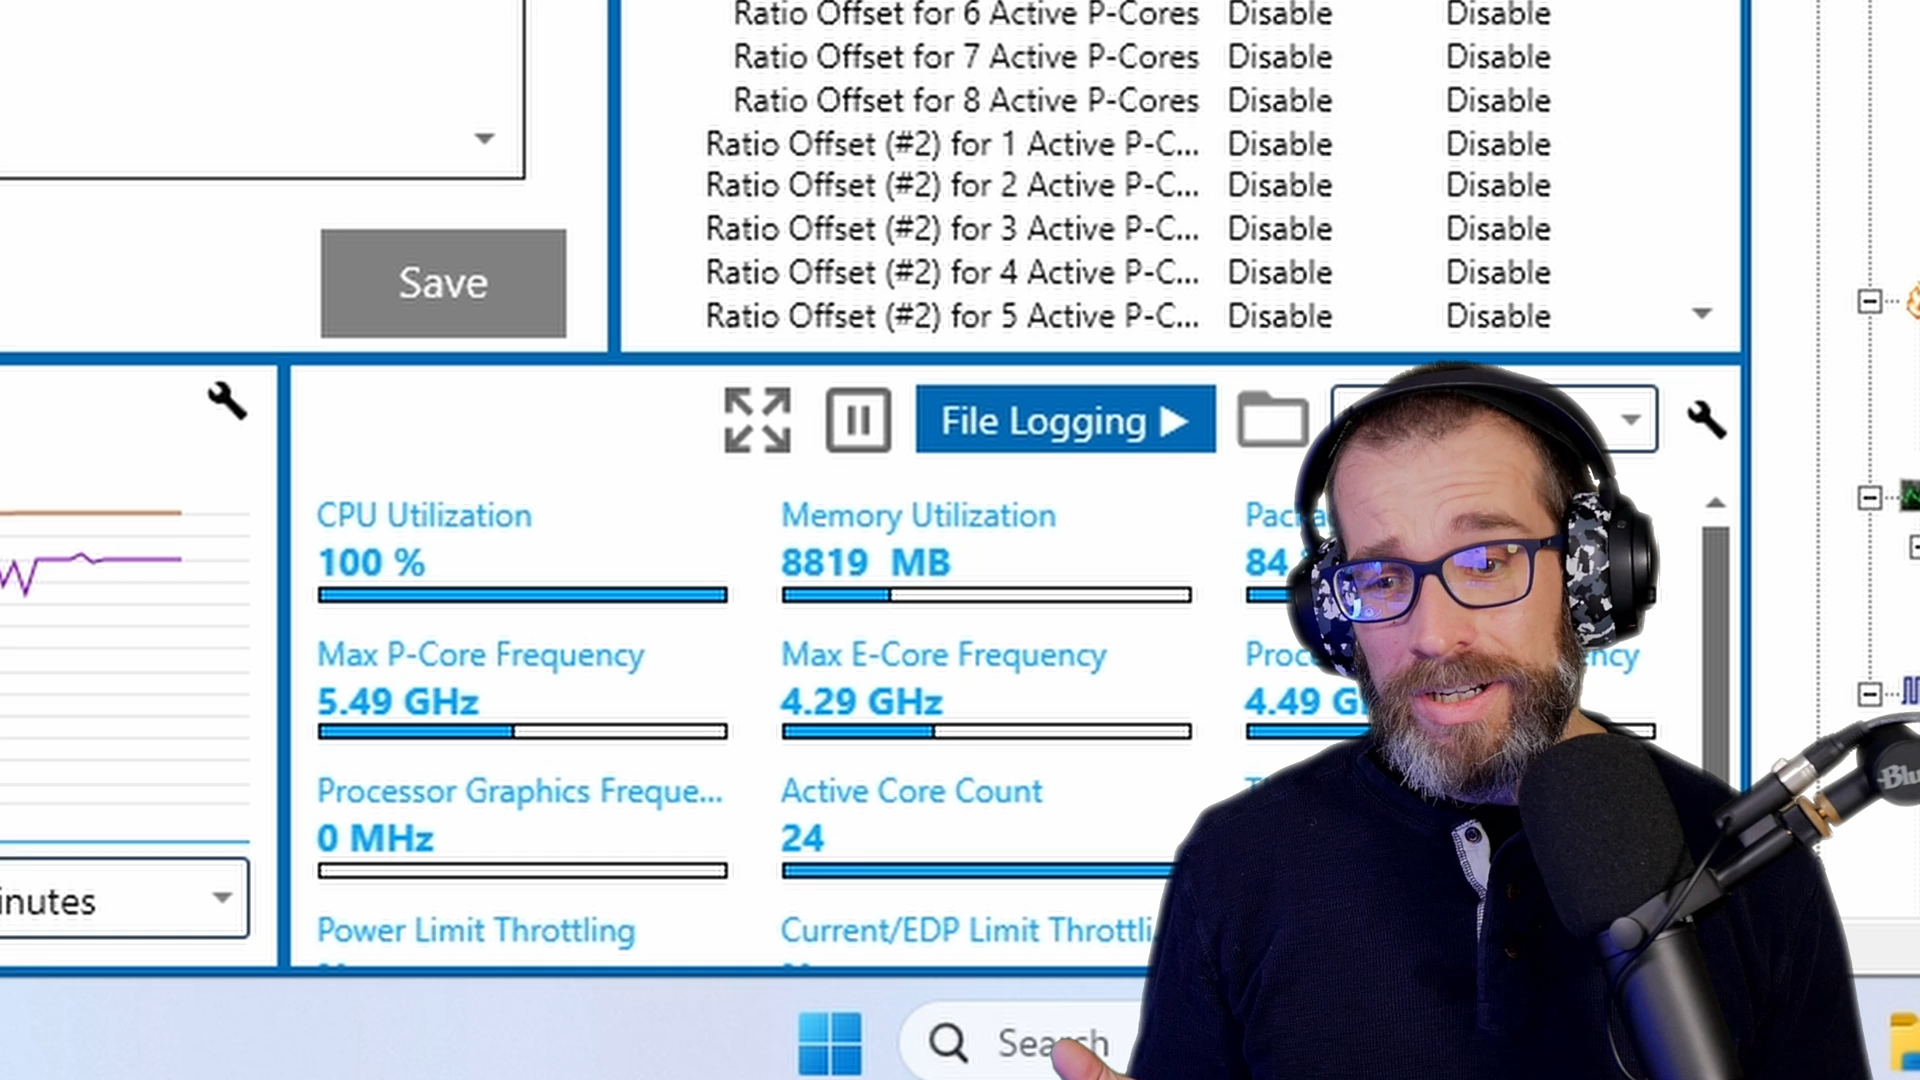 Ratio Offset for 6 Active P-Cores Disable Disable
Ratio Offset for 7 Active P-Cores Disable Disable
Ratio Offset for 8 Active P-Cores Disable Disable
Ratio Offset (#2) for 1 Active P-C... Disable Disable
Ratio Offset (#2) for 2 Active P-C... Disable Disable
Ratio Offset (#2) for 3 Active P-C... Disable Disable
Ratio Offset (#2) for 4 Active P-C... Disable Disable
Ratio Offset (#2) for 5 Active P-C... Disable Disable
Save
File Logging
CPU Utilization
100 %
Memory Utilization
8819 MB
Packa
84.
Max P-Core Frequency
5.49 GHz
Max E-Core Frequency
4.29 GHz
Proc ncy
4.49 G
Processor Graphics Freque...
0 MHz
Active Core Count
24
Power Limit Throttling
Current/EDP Limit Throttli
inutes
Search
Blu